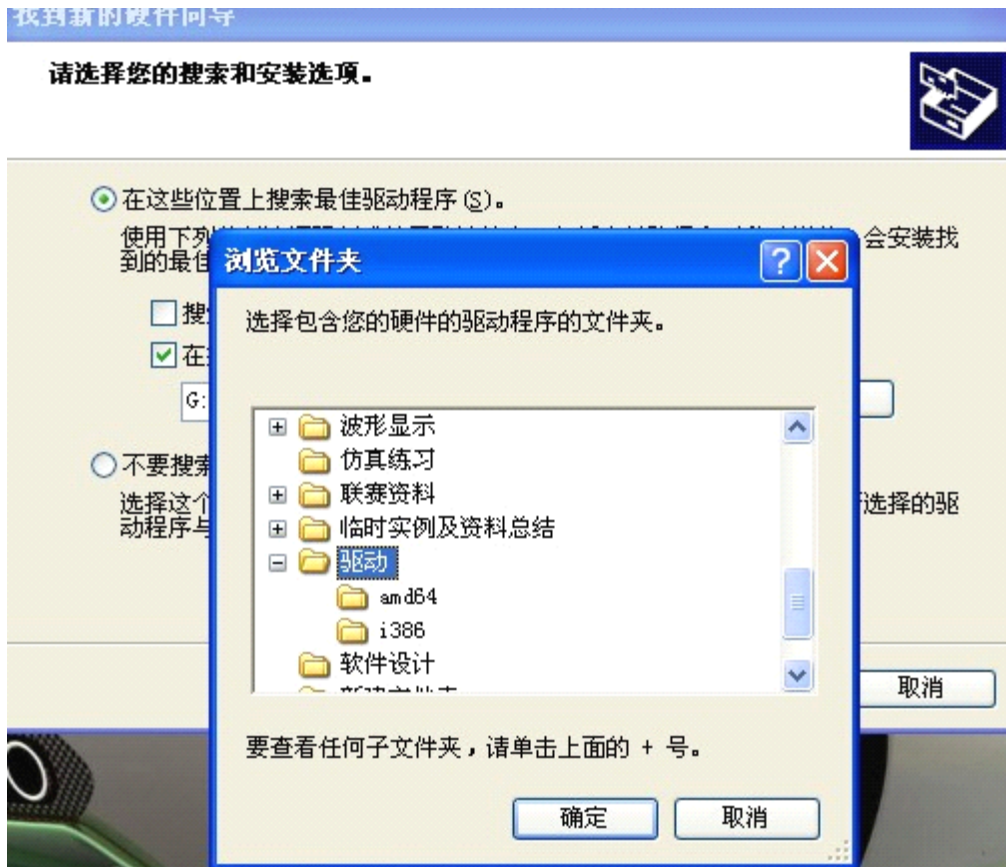 找到新的硬件向导
请选择您的搜索和安装选项。
在这些位置上搜索最佳驱动程序(S)。
使用下列
会安装找
到的最佳
搜
在
G:
不要搜索
选择这个
选择的驱
动程序与
取消
浏览文件夹
选择包含您的硬件的驱动程序的文件夹。
波形显示
仿真练习
联赛资料
临时实例及资料总结
驱动
amd64
i386
软件设计
要查看任何子文件夹，请单击上面的 + 号。
确定
取消